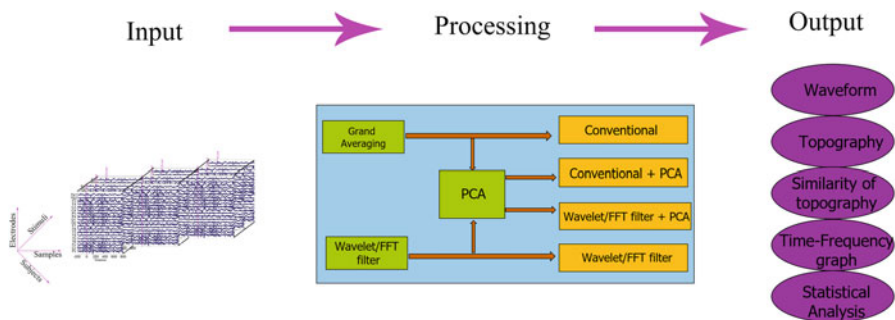 Input
Processing
Output
Electrodes
Stimuli
Samples
Subjects
Grand
Averaging
Wavelet/FFT
filter
PCA
Conventional
Conventional + PCA
Wavelet/FFT filter + PCA
Wavelet/FFT filter
Waveform
Topography
Similarity of
topography
Time-Frequency
graph
Statistical
Analysis